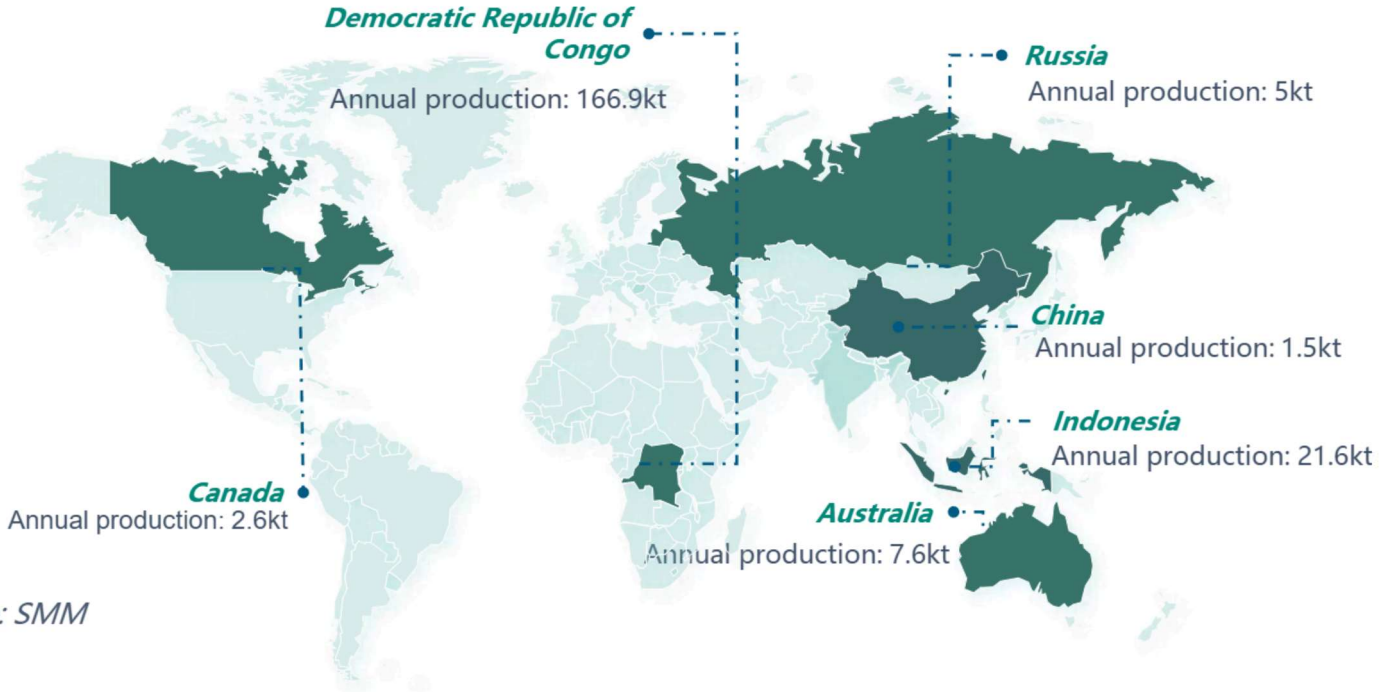 Democratic Republic of
Congo
Annual production: 166.9kt
Russia
Annual production: 5kt
China
Annual production: 1.5kt
Indonesia
Annual production: 21.6kt
Canada
Annual production: 2.6kt
Australia
Annual production: 7.6kt
: SMM